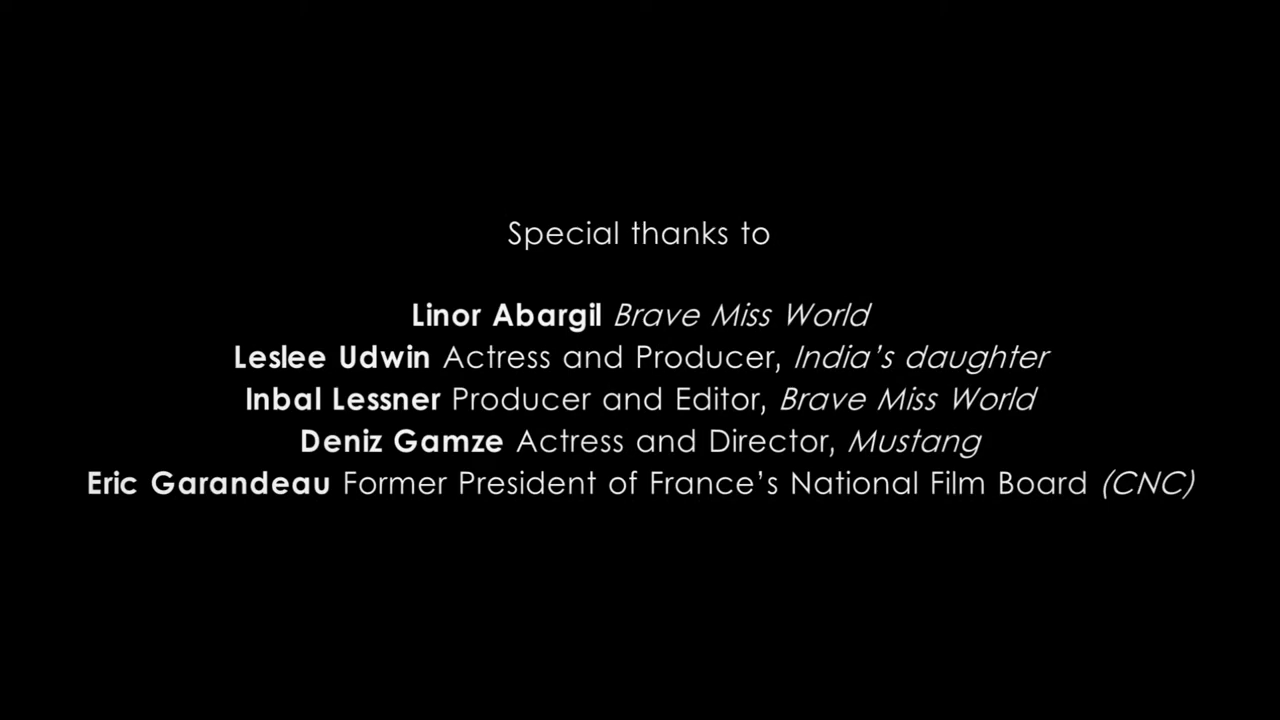 Special thanks to
Linor Abargil Brave Miss World
Leslee Udwin Actress and Producer, India's daughter
Inbal Lessner Producer and Editor, Brave Miss World
Deniz Gamze Actress and Director, Mustang
Eric Garandeau Former President of France's National Film Board (CNC)